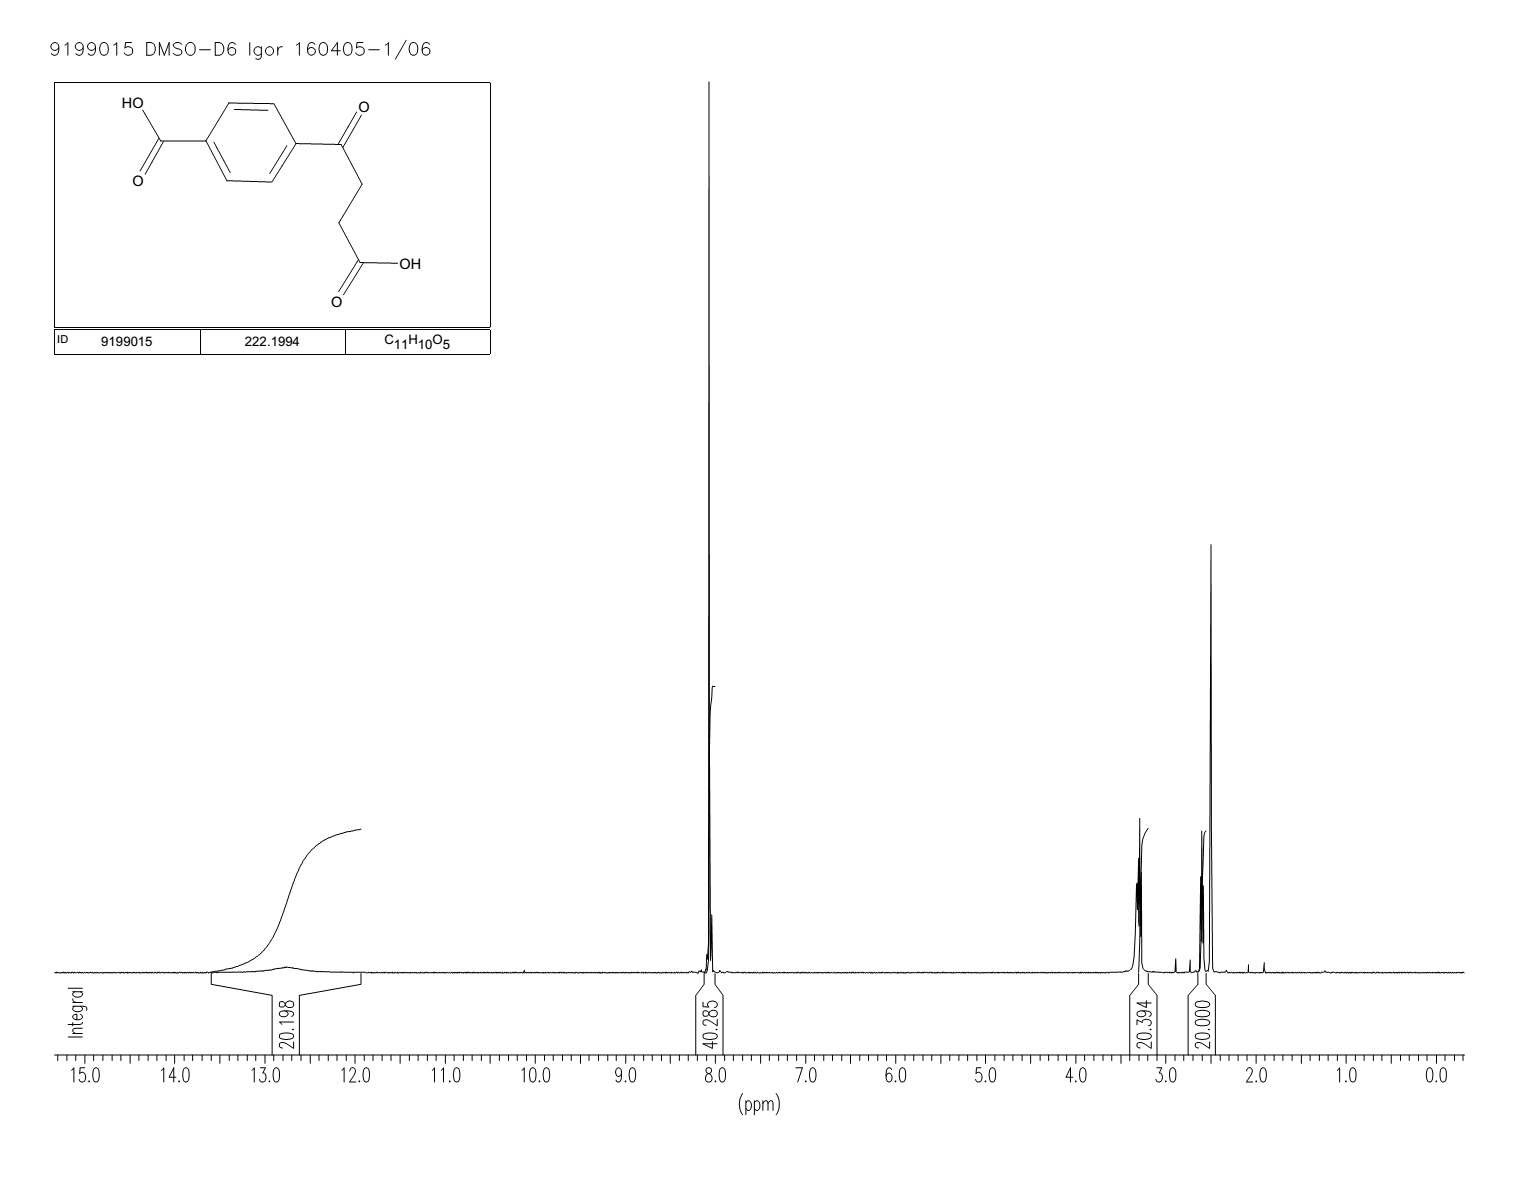 9199015 DMSO-D6 Igor 160405-1/06
HO
O
O
OH
O
ID 9199015 222.1994 C11H10O5
Integral
20.198 40.285 20.394 20.000
15.0 14.0 13.0 12.0 11.0 10.0 9.0 8.0 7.0 6.0 5.0 4.0 3.0 2.0 1.0 0.0
(ppm)